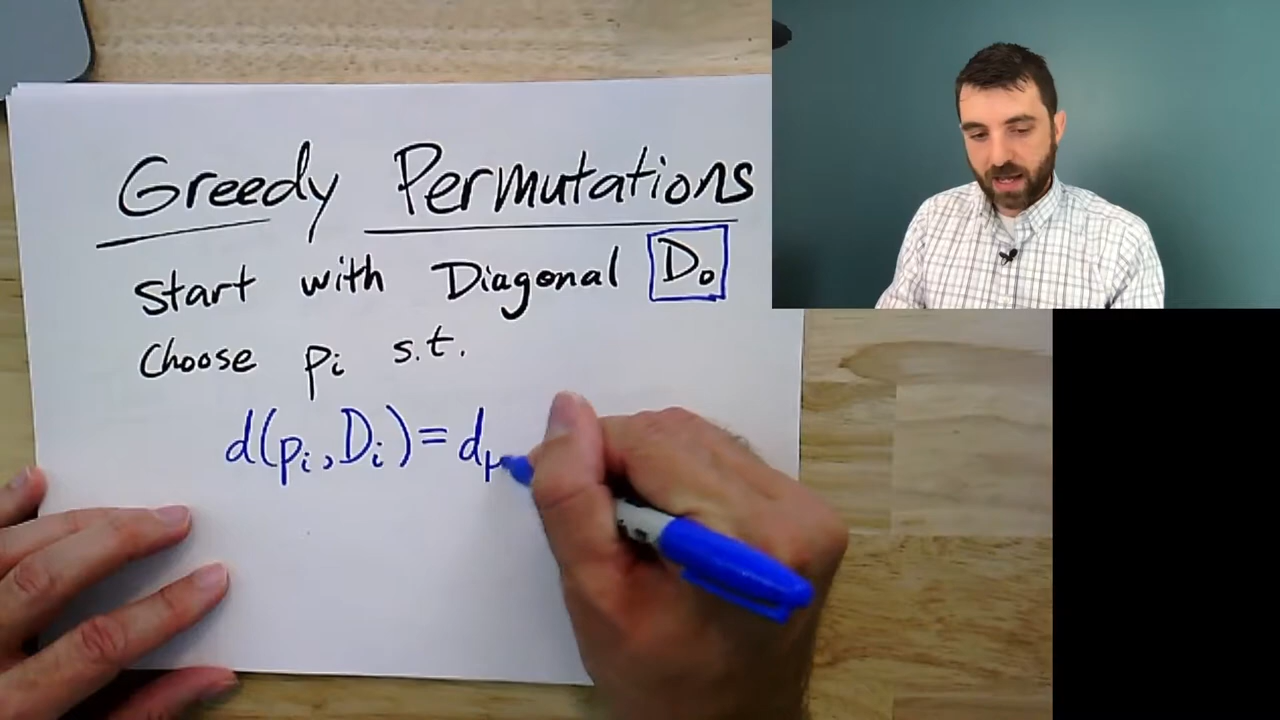 Greedy Permutations
Start with Diagonal D₀
Choose pᵢ s.t.
d(pᵢ, Dᵢ) = d